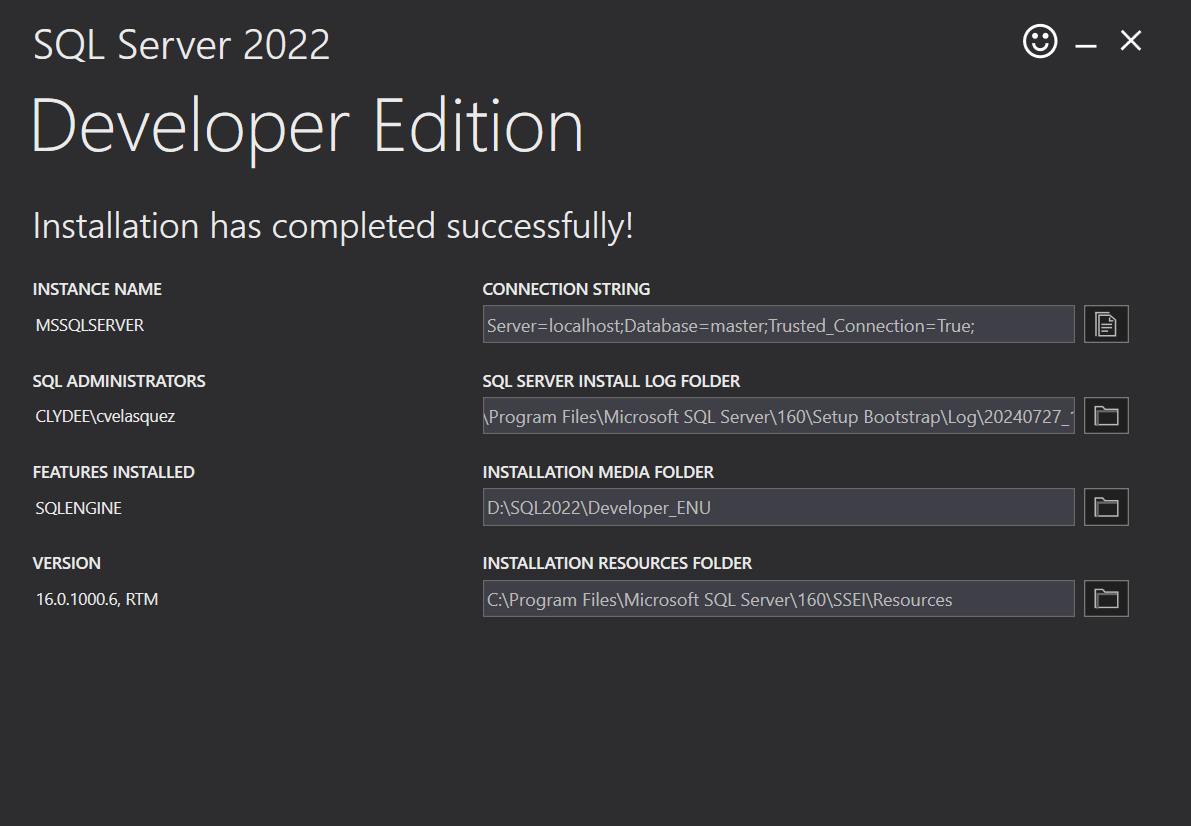 SQL Server 2022
Developer Edition
Installation has completed successfully!
INSTANCE NAME
MSSQLSERVER
CONNECTION STRING
Server=localhost;Database=master;Trusted_Connection=True;
SQL ADMINISTRATORS
CLYDEE\cvelasquez
SQL SERVER INSTALL LOG FOLDER
\Program Files\Microsoft SQL Server\160\Setup Bootstrap\Log\20240727_
FEATURES INSTALLED
SQLENGINE
INSTALLATION MEDIA FOLDER
D:\SQL2022\Developer_ENU
VERSION
16.0.1000.6, RTM
INSTALLATION RESOURCES FOLDER
C:\Program Files\Microsoft SQL Server\160\SSEI\Resources